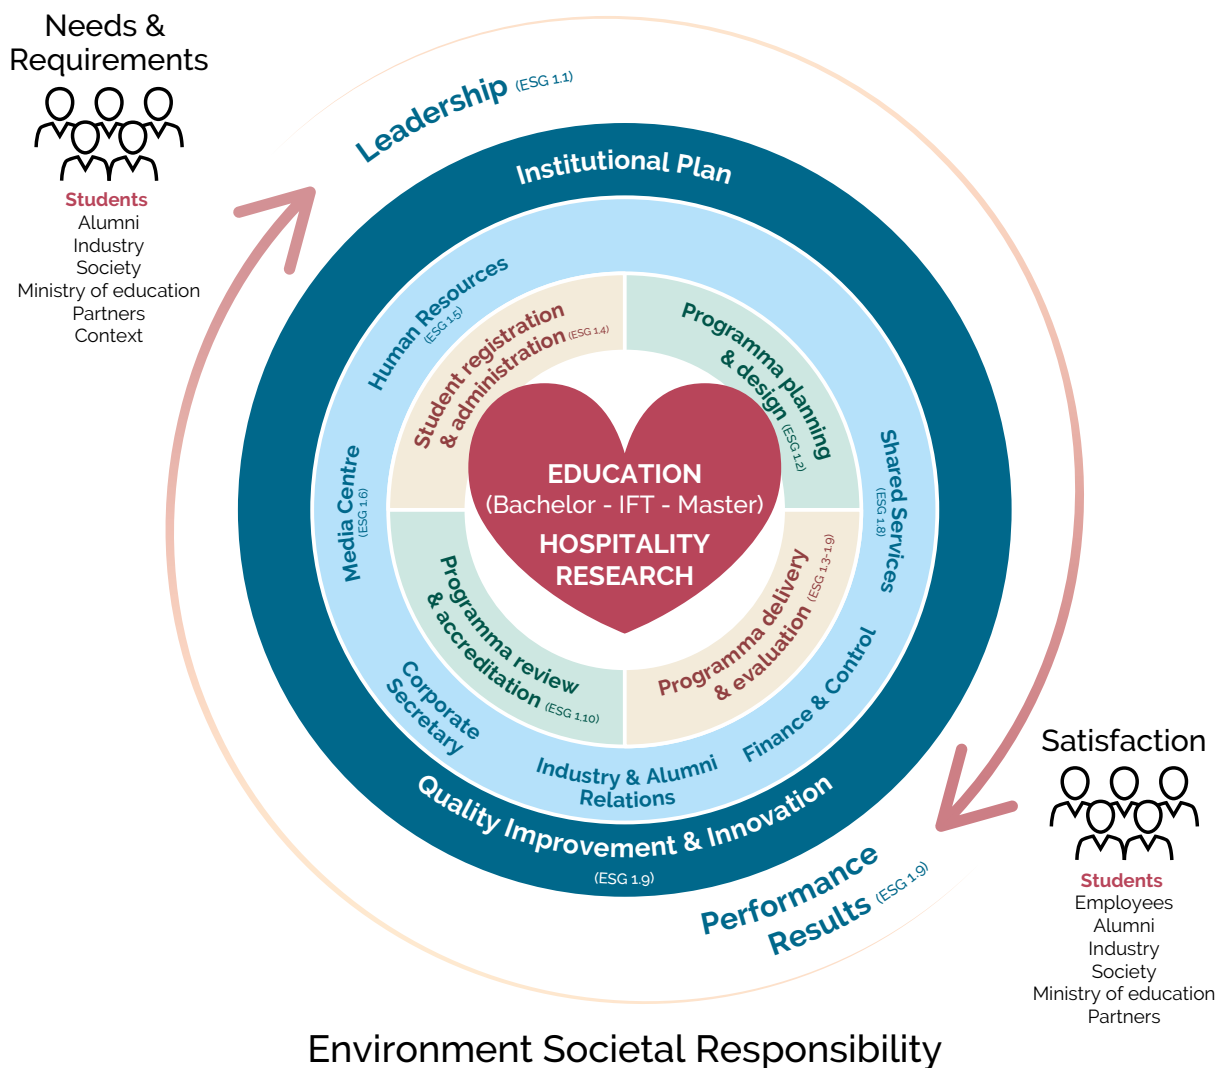 Needs &
Requirements
Students
Alumni
Industry
Society
Ministry of education
Partners
Context
Leadership (ESG 1.1)
Institutional Plan
Human Resources
(ESG 1.5)
Student registration
& administration (ESG 1.4)
Programma planning
& design (ESG 1.2)
Media Centre
(ESG 1.6)
EDUCATION
(Bachelor - IFT - Master)
HOSPITALITY
RESEARCH
Shared Services
(ESG 1.8)
Programma review
& accreditation (ESG 1.10)
Programma delivery
& evaluation (ESG 1.3-1.9)
Corporate
Secretary
Industry & Alumni
Relations
Finance & Control
Quality Improvement & Innovation
(ESG 1.9)
Performance
Results (ESG 1.9)
Satisfaction
Students
Employees
Alumni
Industry
Society
Ministry of education
Partners
Environment Societal Responsibility